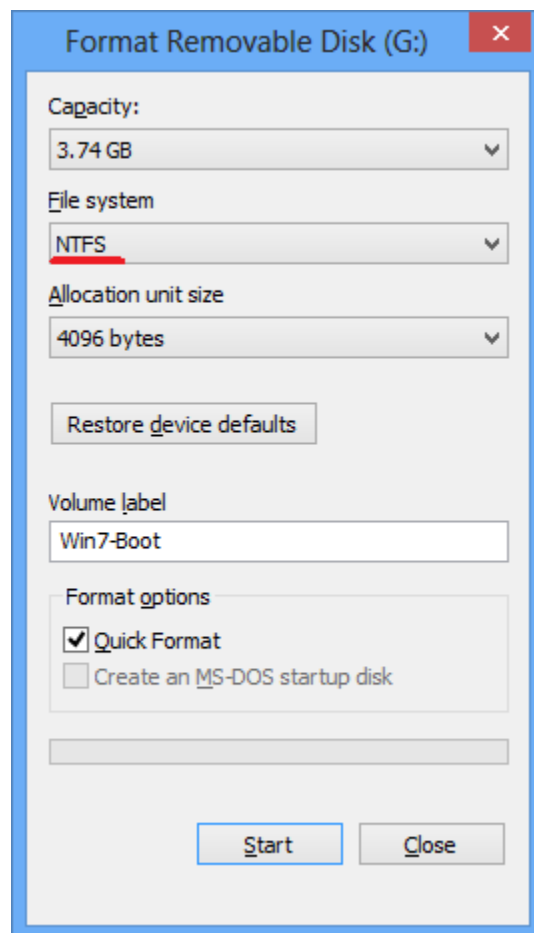 Format Removable Disk (G:)
Capacity:
3.74 GB
File system
NTFS
Allocation unit size
4096 bytes
Restore device defaults
Volume label
Win7-Boot
Format options
Quick Format
Create an MS-DOS startup disk
Start
Close